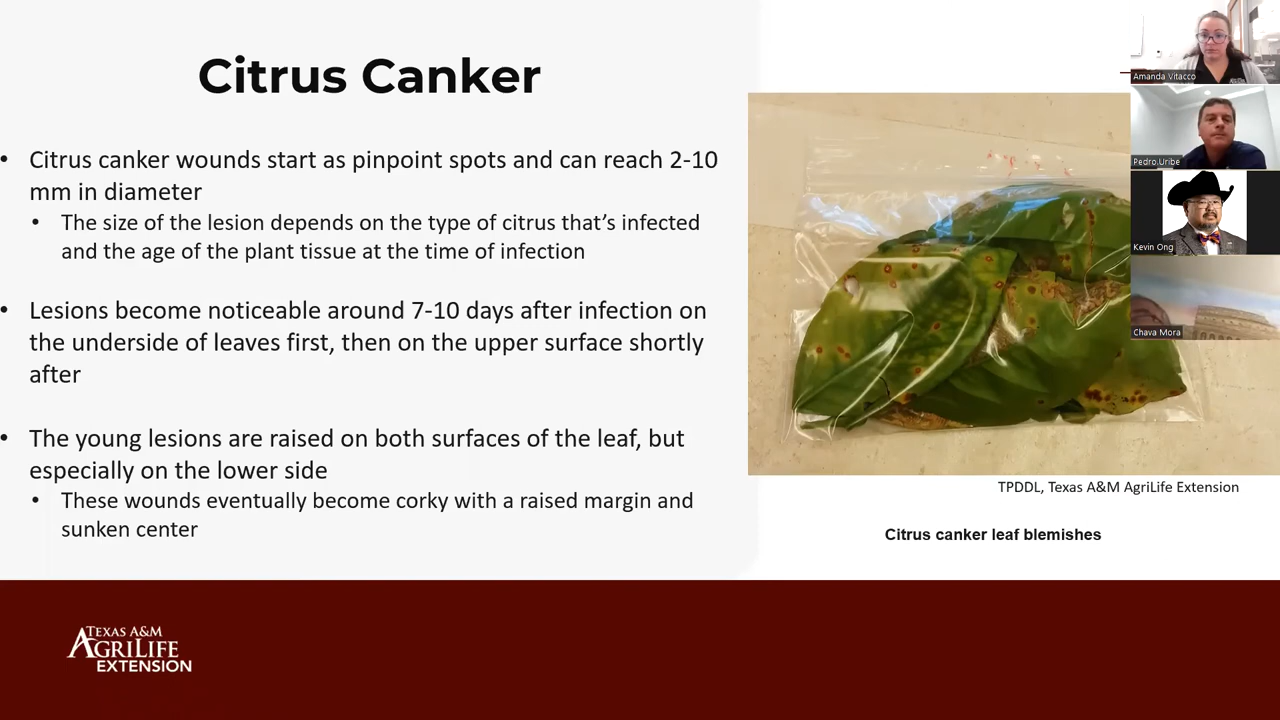 Citrus Canker
• Citrus canker wounds start as pinpoint spots and can reach 2-10
mm in diameter
• The size of the lesion depends on the type of citrus that’s infected
and the age of the plant tissue at the time of infection
• Lesions become noticeable around 7-10 days after infection on
the underside of leaves first, then on the upper surface shortly
after
• The young lesions are raised on both surfaces of the leaf, but
especially on the lower side
• These wounds eventually become corky with a raised margin and
sunken center
TPDDL, Texas A&M AgriLife Extension
Citrus canker leaf blemishes
Amanda Vitacco
Pedro Uribe
Kevin Ong
Chava Mora
TEXAS A&M
AGRILIFE
EXTENSION